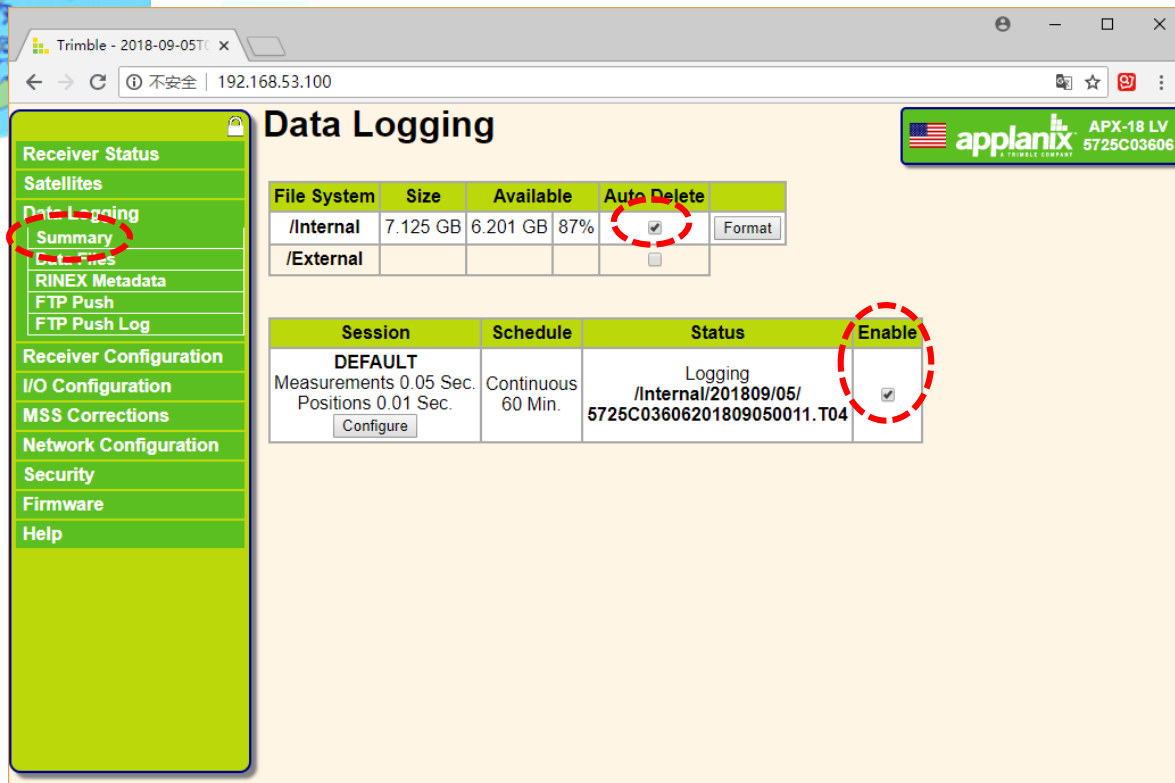 Trimble - 2018-09-05T
不安全 | 192.168.53.100
Data Logging
applanix
A TRIMBLE COMPANY
APX-18 LV
5725C03606
Receiver Status
Satellites
Data Logging
Summary
Data Files
RINEX Metadata
FTP Push
FTP Push Log
Receiver Configuration
I/O Configuration
MSS Corrections
Network Configuration
Security
Firmware
Help
File System Size Available Auto Delete
/Internal 7.125 GB 6.201 GB 87% Format
/External
Session Schedule Status Enable
DEFAULT
Measurements 0.05 Sec.
Positions 0.01 Sec.
Configure
Continuous
60 Min.
Logging
/Internal/201809/05/
5725C03606201809050011.T04